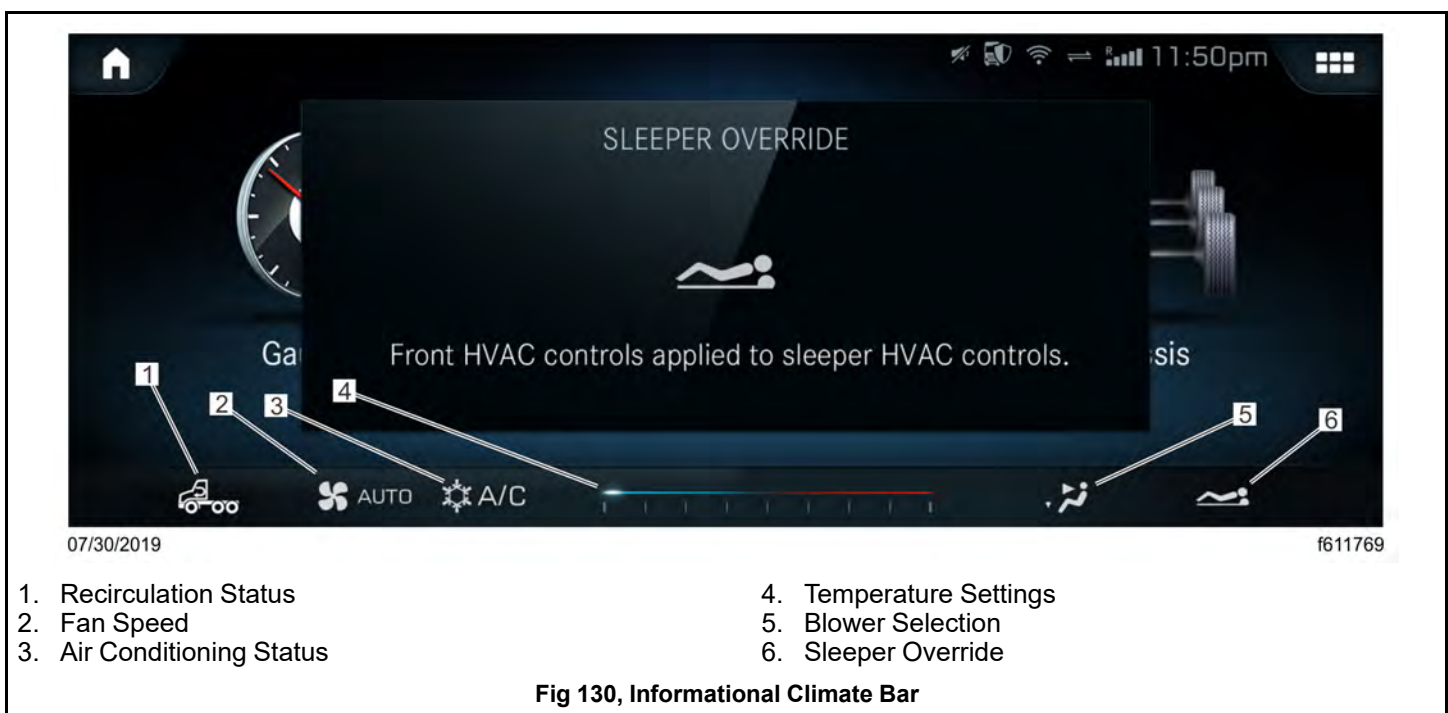 11:50pm
SLEEPER OVERRIDE
Front HVAC controls applied to sleeper HVAC controls.
Ga
sis
1
2
3
4
5
6
AUTO
A/C
07/30/2019
f611769
1. Recirculation Status
2. Fan Speed
3. Air Conditioning Status
4. Temperature Settings
5. Blower Selection
6. Sleeper Override
Fig 130, Informational Climate Bar